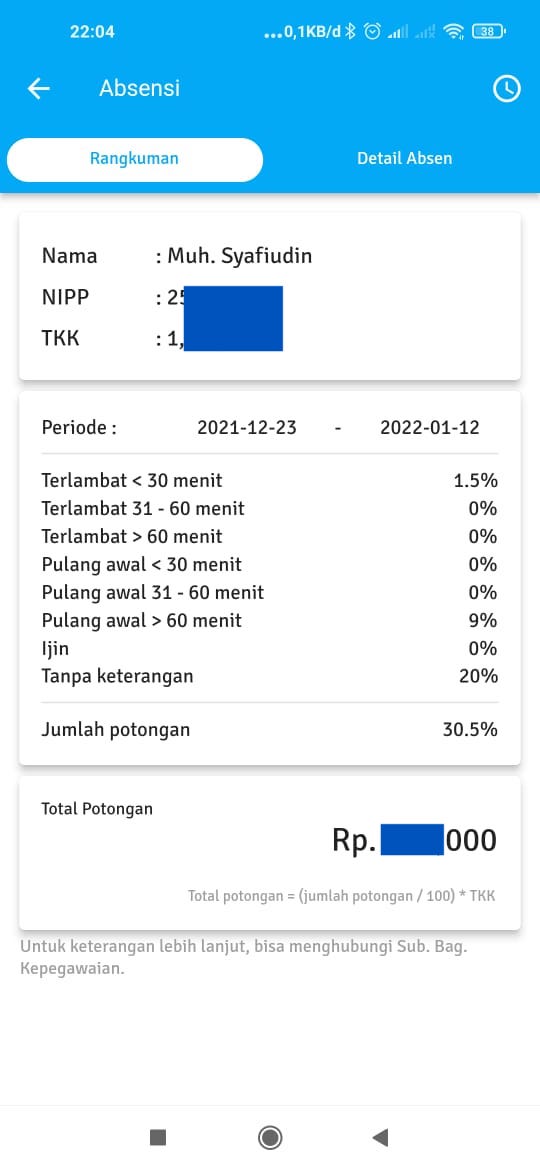 22:04 ...0,1KB/d 38
Absensi
Rangkuman Detail Absen
Nama : Muh. Syafiudin
NIPP : 25
TKK : 1,
Periode : 2021-12-23 - 2022-01-12
Terlambat < 30 menit 1.5%
Terlambat 31 - 60 menit 0%
Terlambat > 60 menit 0%
Pulang awal < 30 menit 0%
Pulang awal 31 - 60 menit 0%
Pulang awal > 60 menit 9%
Ijin 0%
Tanpa keterangan 20%
Jumlah potongan 30.5%
Total Potongan
Rp. 000
Total potongan = (jumlah potongan / 100) * TKK
Untuk keterangan lebih lanjut, bisa menghubungi Sub. Bag.
Kepegawaian.